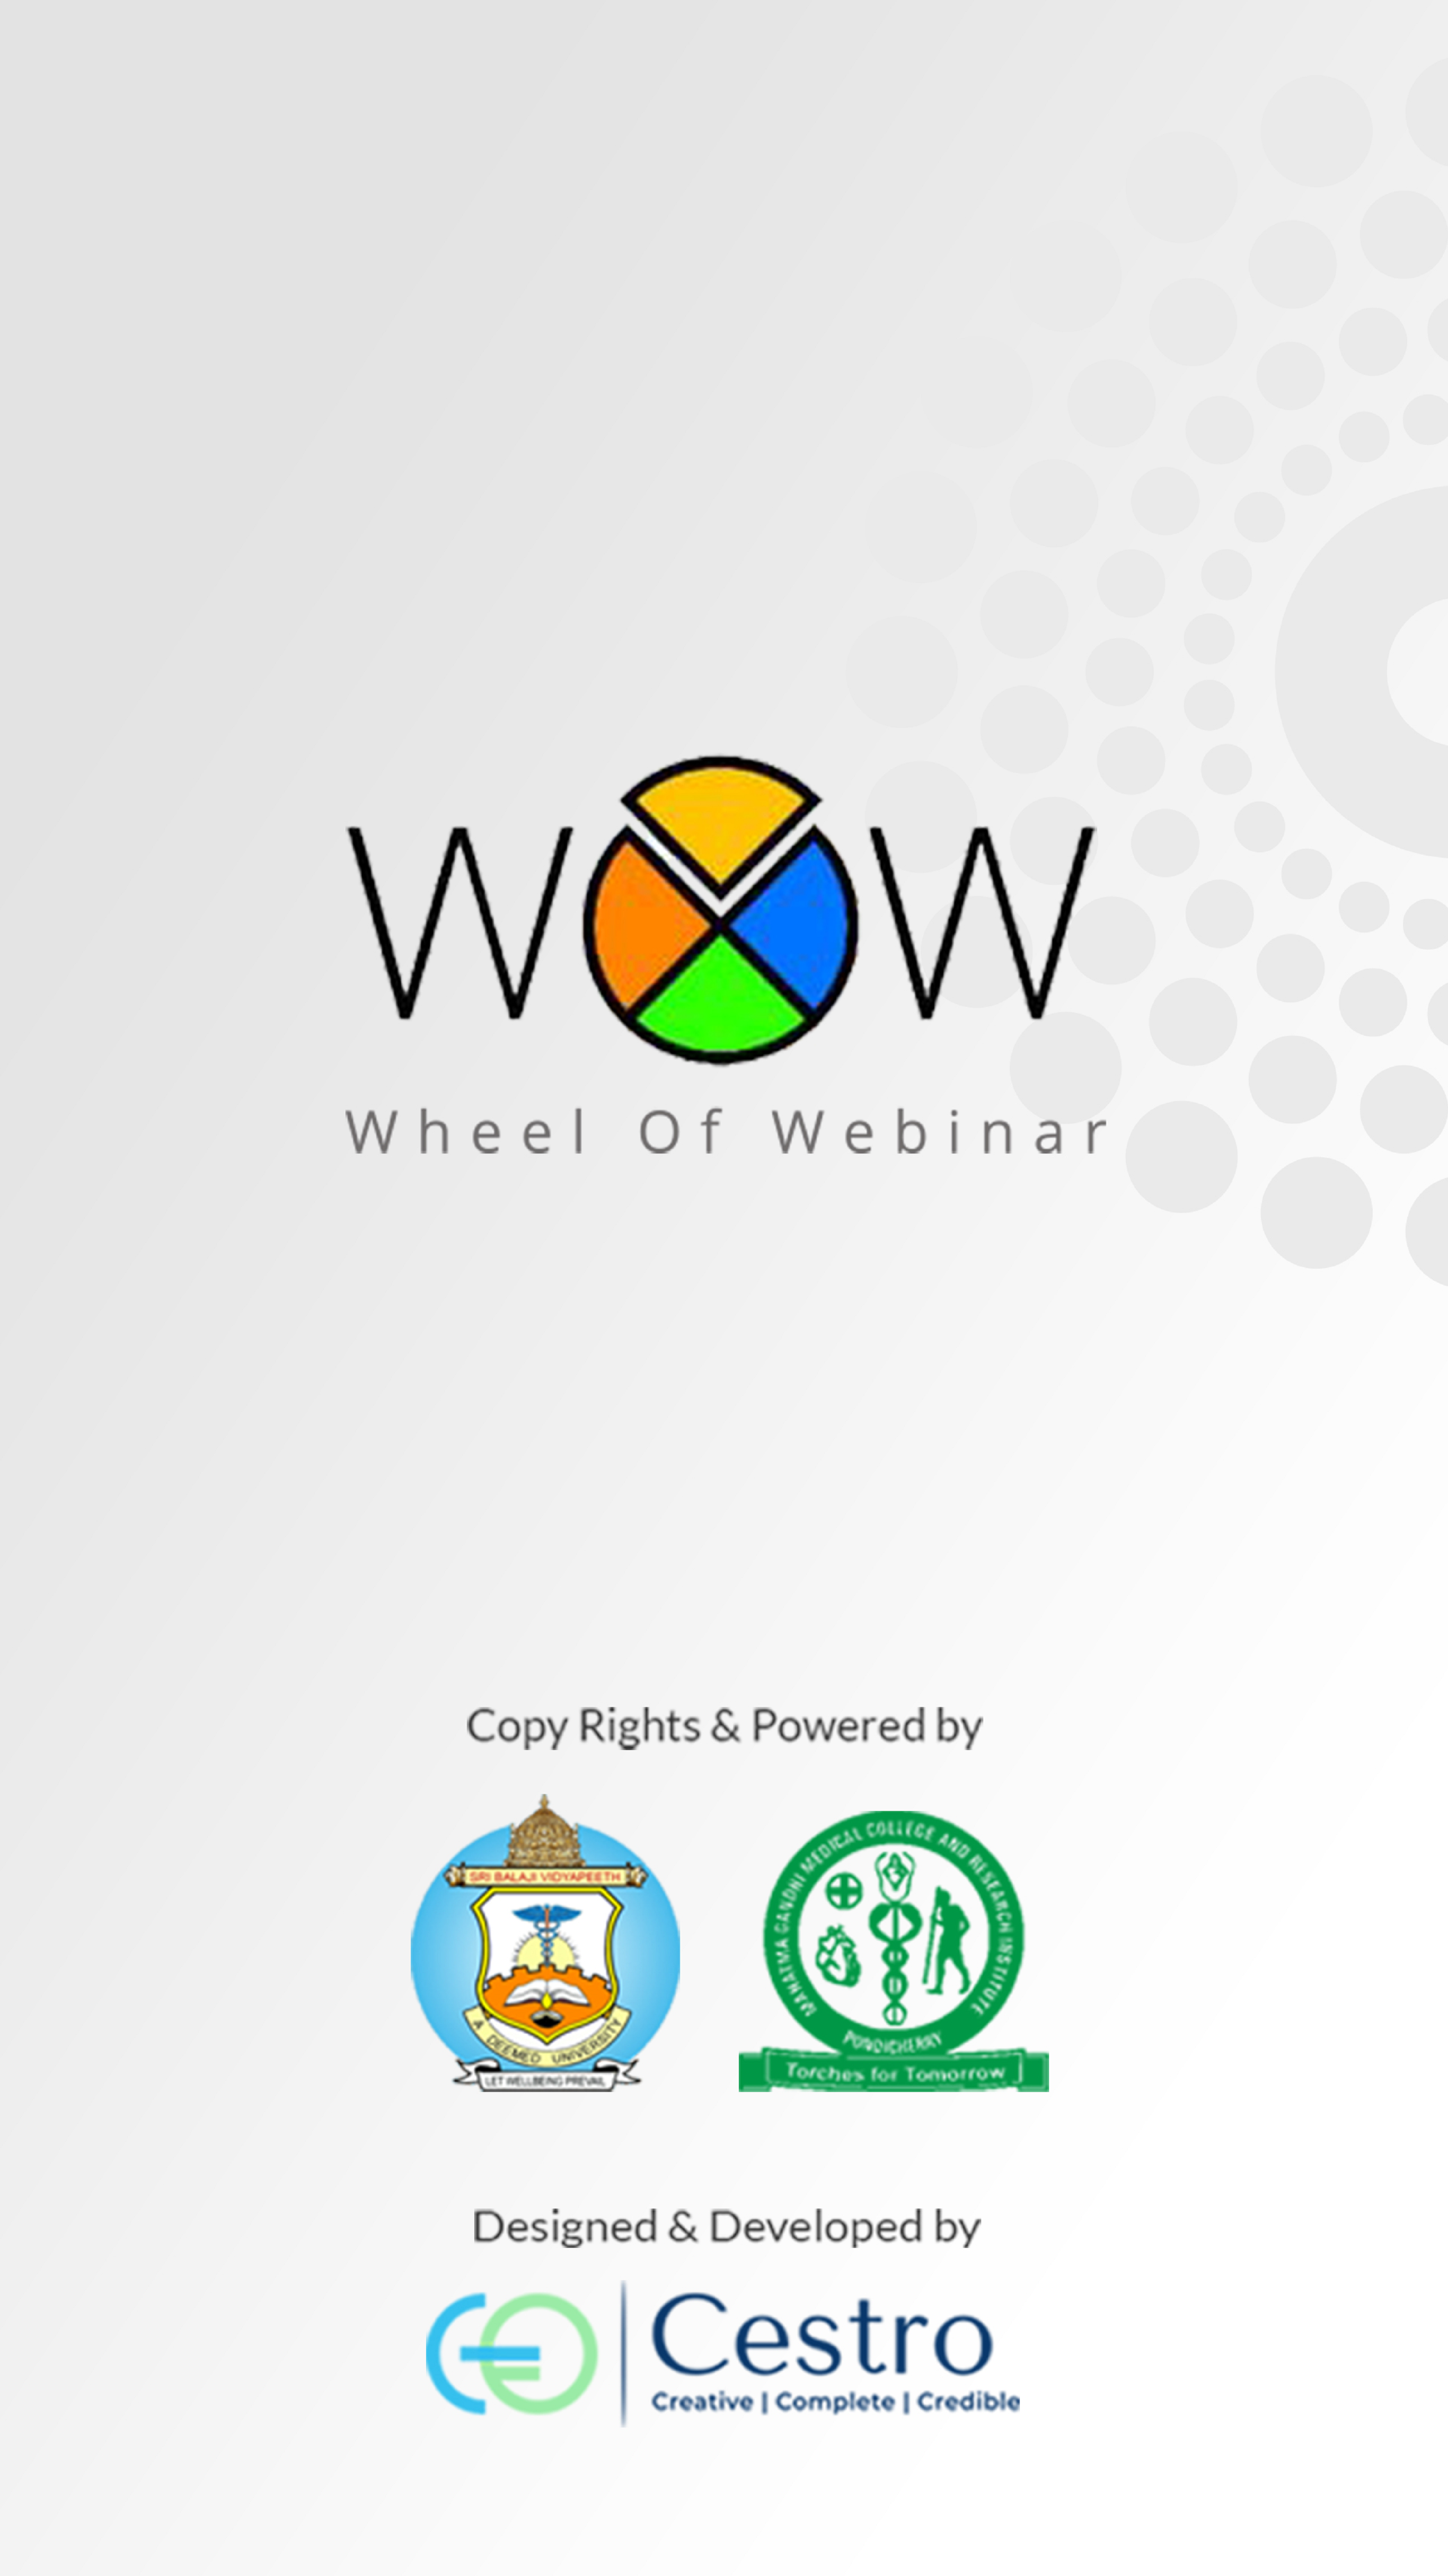 WOW
Wheel Of Webinar
Copy Rights & Powered by
SRI BALAJI VIDYAPEETH
A DEEMED UNIVERSITY
LET WELLBEING PREVAIL
MAHATMA GANDHI MEDICAL COLLEGE AND RESEARCH INSTITUTE
PONDICHERRY
Torches for Tomorrow
Designed & Developed by
Cestro
Creative | Complete | Credible